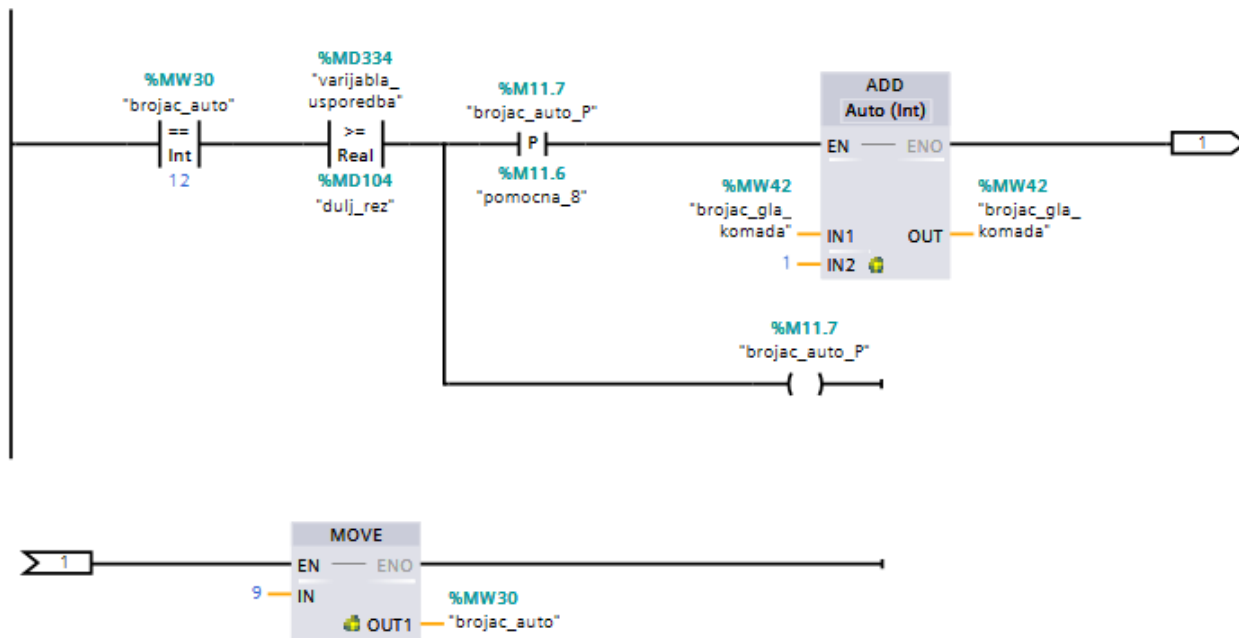 %MW30
"brojac_auto"
==
Int
12
%MD334
"varijabla_
usporedba"
>=
Real
%MD104
"dulj_rez"
%M11.7
"brojac_auto_P"
P
%M11.6
"pomocna_8"
ADD
Auto (Int)
EN
ENO
%MW42
"brojac_gla_
komada"
IN1
1
IN2
OUT
%MW42
"brojac_gla_
komada"
1
%M11.7
"brojac_auto_P"
( )
1
MOVE
EN
ENO
9
IN
OUT1
%MW30
"brojac_auto"